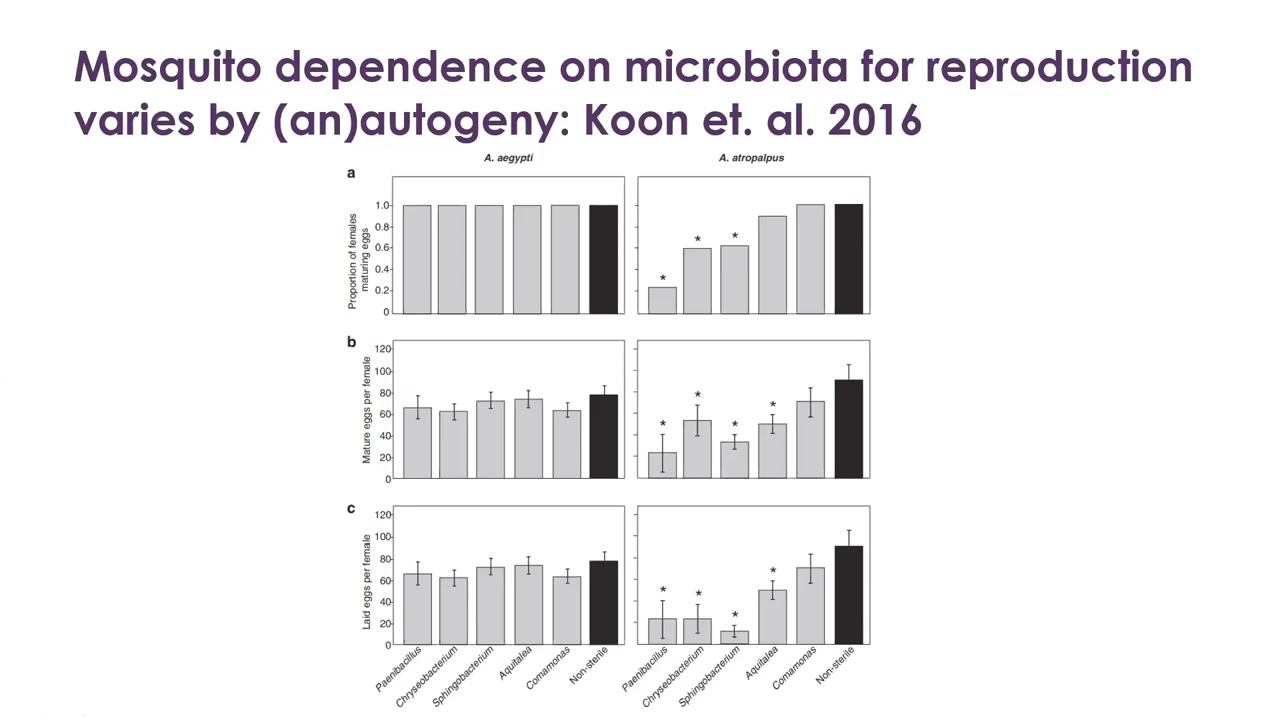 Mosquito dependence on microbiota for reproduction
varies by (an)autogeny: Koon et. al. 2016
A. aegypti
A. atropalpus
a
Proportion of females
maturing eggs
1.0
0.8
0.6
0.4
0.2
0
*
*
*
b
Mature eggs per female
120
100
80
60
40
20
0
*
*
*
*
c
Laid eggs per female
120
100
80
60
40
20
0
*
*
*
*
Paenibacillus
Chryseobacterium
Sphingobacterium
Aquitalea
Comamonas
Non-sterile
Paenibacillus
Chryseobacterium
Sphingobacterium
Aquitalea
Comamonas
Non-sterile